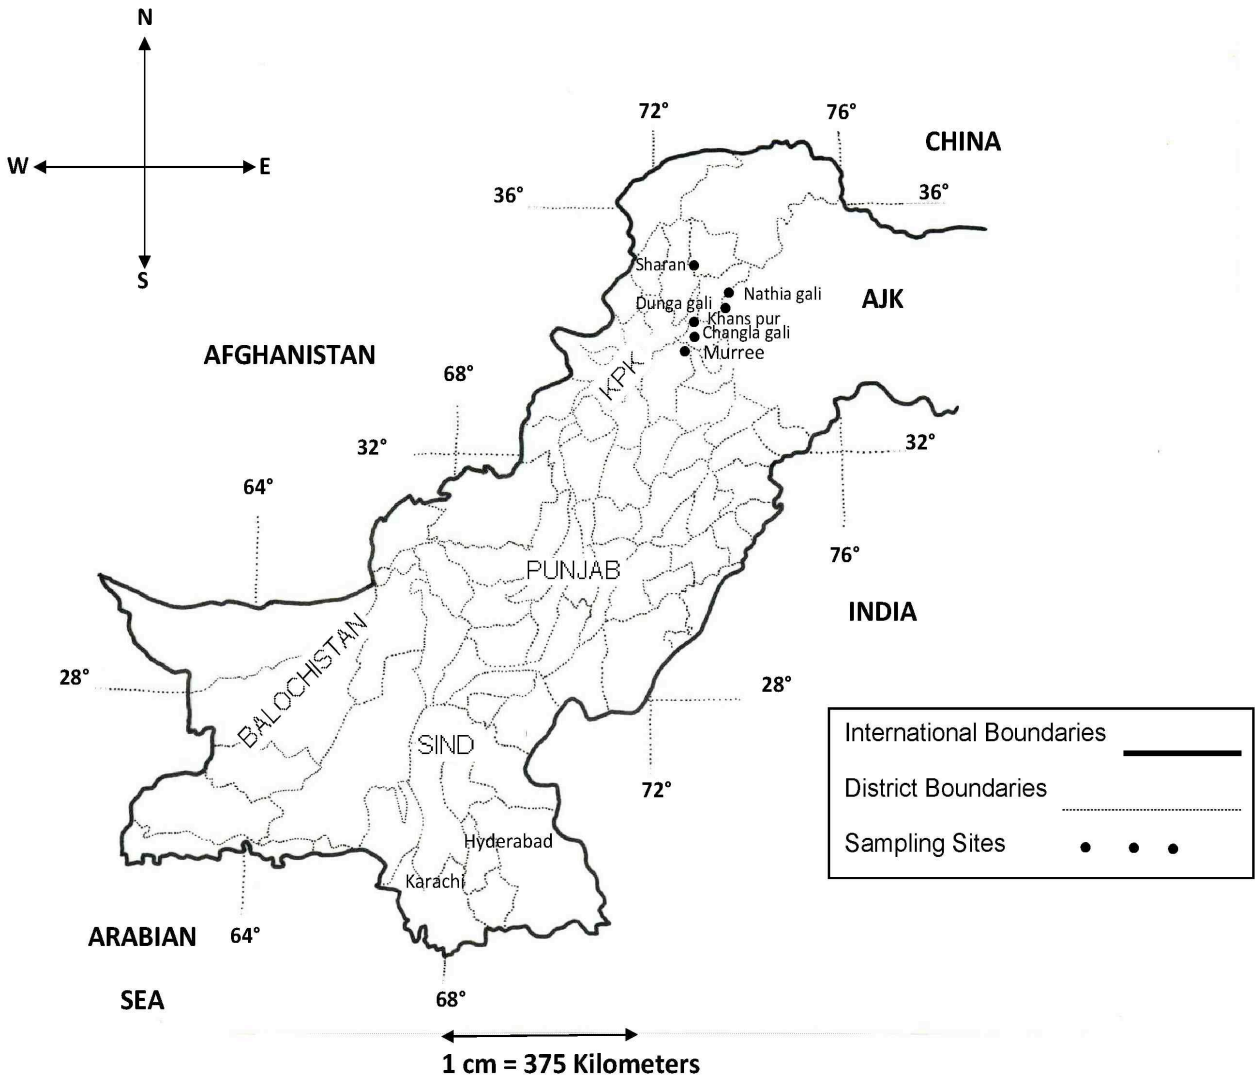 N
W
E
S
72°
76°
CHINA
36°
36°
Sharan
Nathia gali
Dunga gali
AJK
Khans pur
Changla gali
Murree
AFGHANISTAN
KPK
68°
32°
32°
64°
76°
PUNJAB
INDIA
BALOCHISTAN
28°
28°
SIND
72°
International Boundaries
District Boundaries
Sampling Sites
Hyderabad
Karachi
ARABIAN
64°
SEA
68°
1 cm = 375 Kilometers